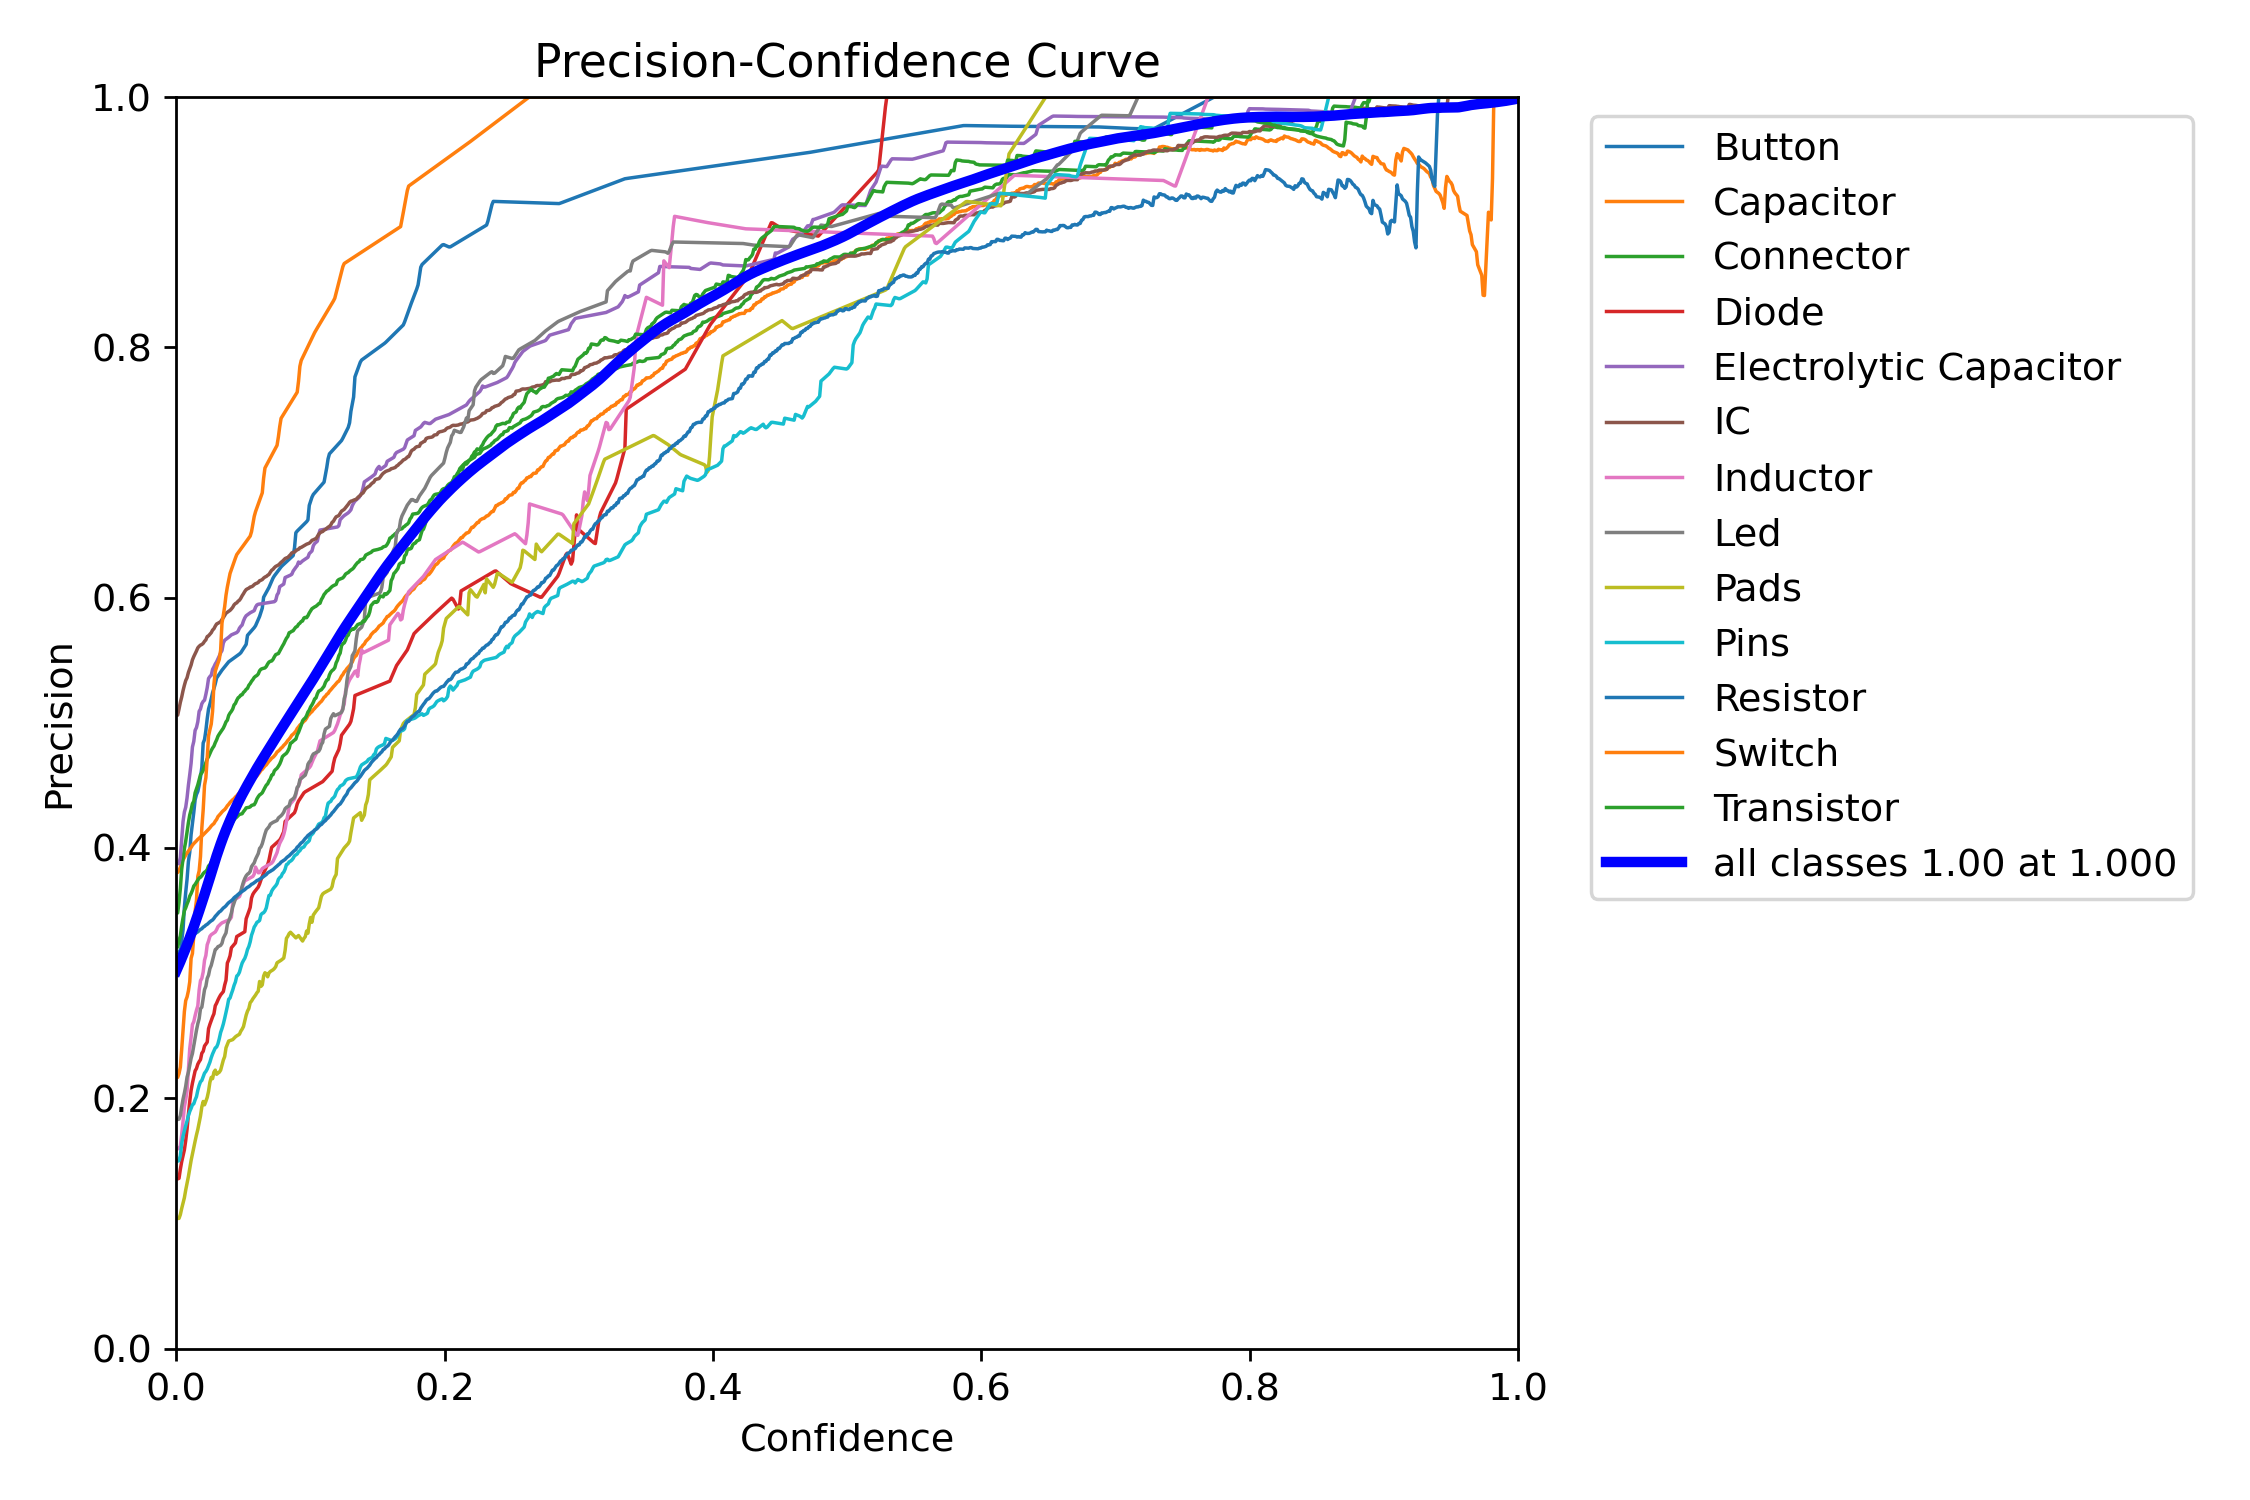 Precision-Confidence Curve
1.0
0.8
0.6
0.4
0.2
0.0
Precision
0.0 0.2 0.4 0.6 0.8 1.0
Confidence
Button
Capacitor
Connector
Diode
Electrolytic Capacitor
IC
Inductor
Led
Pads
Pins
Resistor
Switch
Transistor
all classes 1.00 at 1.000